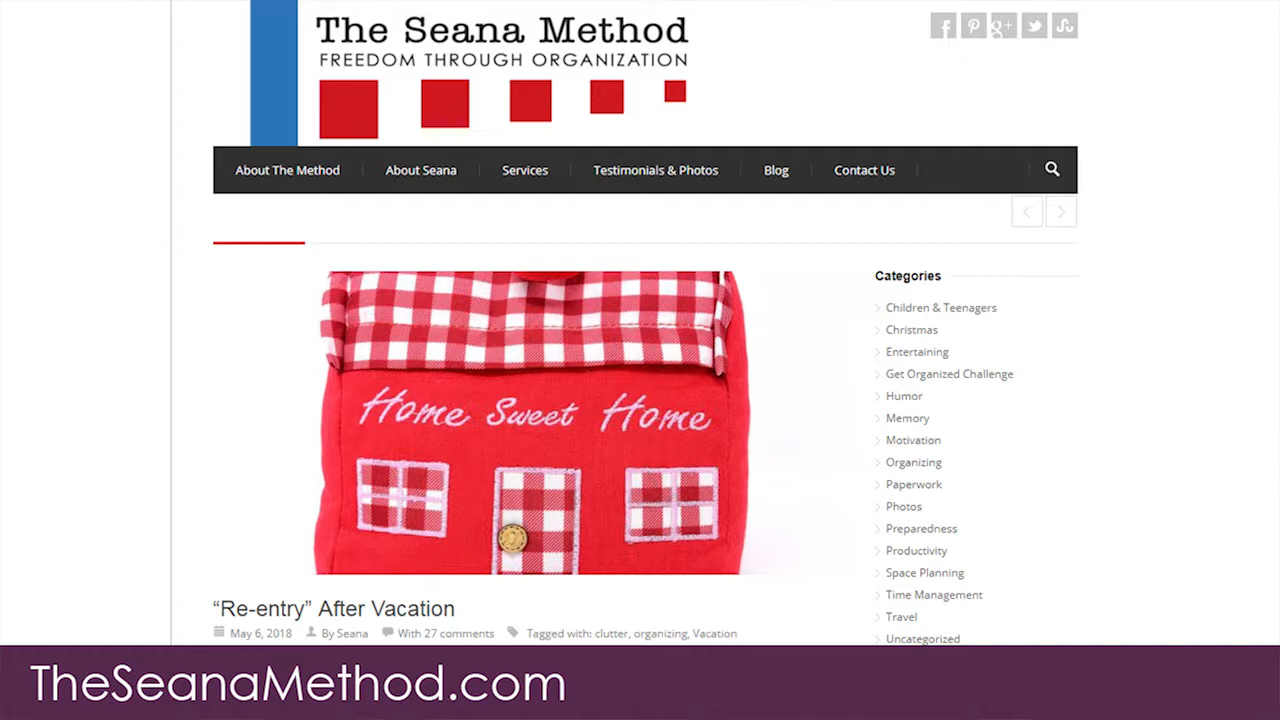 The Seana Method
FREEDOM THROUGH ORGANIZATION
About The Method
About Seana
Services
Testimonials & Photos
Blog
Contact Us
Home Sweet Home
"Re-entry" After Vacation
May 6, 2018 By Seana With 27 comments Tagged with: clutter, organizing, Vacation
Categories
Children & Teenagers
Christmas
Entertaining
Get Organized Challenge
Humor
Memory
Motivation
Organizing
Paperwork
Photos
Preparedness
Productivity
Space Planning
Time Management
Travel
Uncategorized
TheSeanaMethod.com